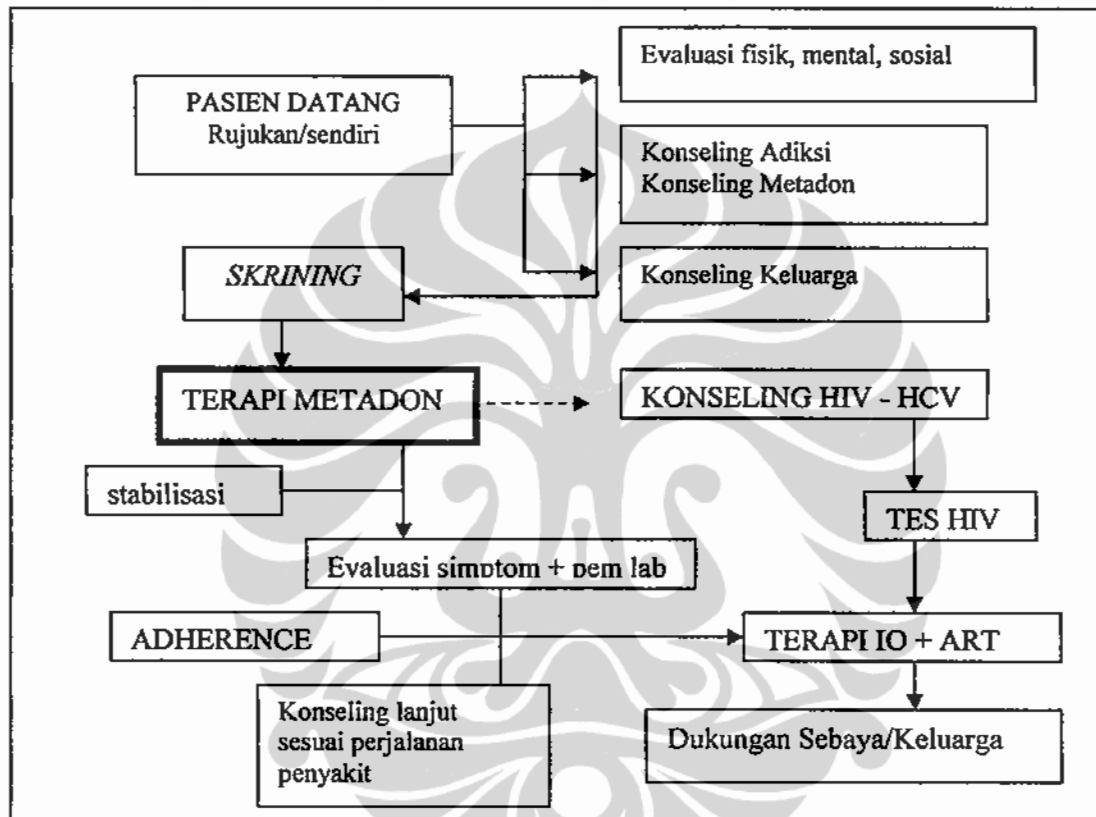 PASIEN DATANG
Rujukan/sendiri
Evaluasi fisik, mental, sosial
Konseling Adiksi
Konseling Metadon
Konseling Keluarga
SKRINING
TERAPI METADON
KONSELING HIV - HCV
stabilisasi
TES HIV
Evaluasi simptom + pem lab
ADHERENCE
TERAPI IO + ART
Konseling lanjut
sesuai perjalanan
penyakit
Dukungan Sebaya/Keluarga